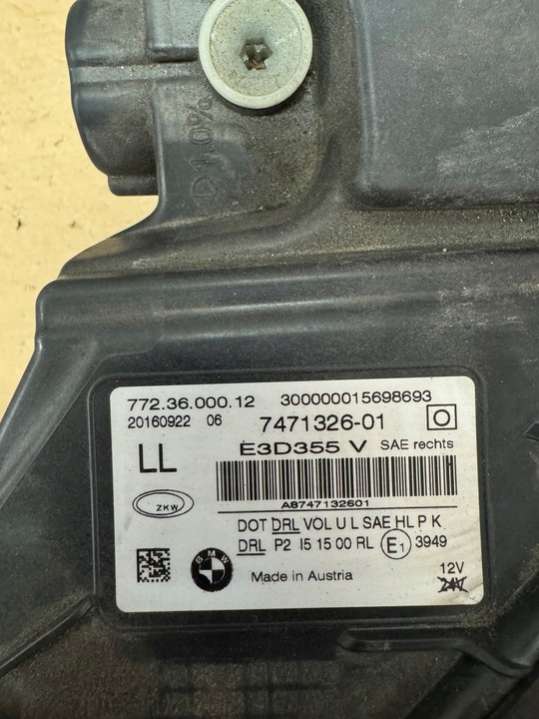 772.36.000.12 300000015698693
20160922 06 7471326-01
LL E3D355 V SAE rechts
ZKW
A8747132601
DOT DRL VOL U L SAE HL P K
DRL P2 I5 15 00 RL E1 3949
BMW Made in Austria 12V
24V